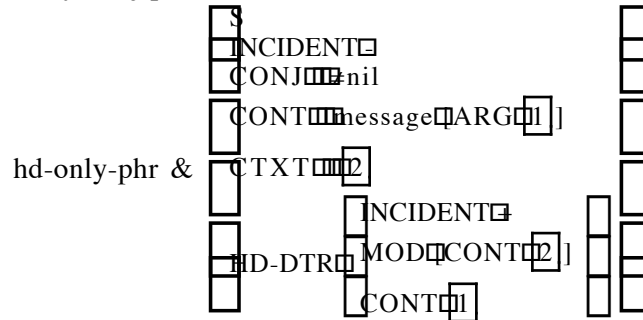 S
INCIDENT -
CONJ ≠nil
CONT message [ARG 1 ]
hd-only-phr & CTXT 2
INCIDENT +
HD-DTR MOD [CONT 2 ]
CONT 1